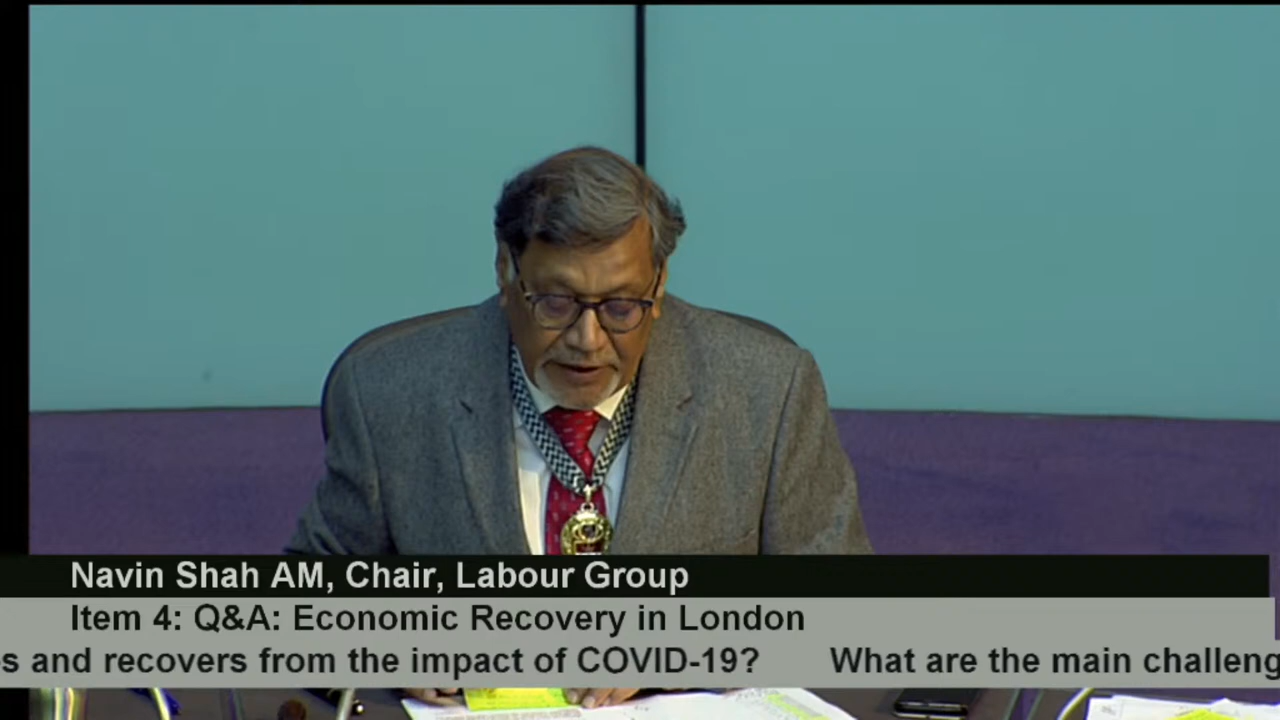 Navin Shah AM, Chair, Labour Group
Item 4: Q&A: Economic Recovery in London
s and recovers from the impact of COVID-19? What are the main challeng